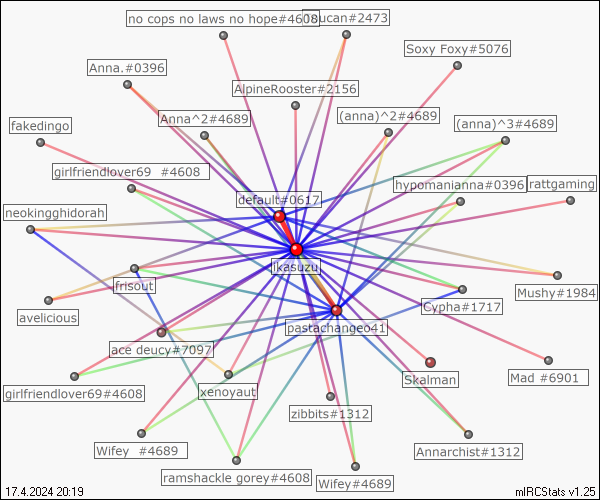 no cops no laws no hope#4608
ucan#2473
Soxy Foxy#5076
Anna.#0396
AlpineRooster#2156
Anna^2#4689
(anna)^2#4689
(anna)^3#4689
fakedingo
girlfriendlover69 #4608
hypomanianna#0396
rattgaming
default#0617
neokingghidorah
ikasuzu
frisout
Mushy#1984
Cypha#1717
avelicious
pastachangeo41
ace deucy#7097
Skalman
Mad #6901
girlfriendlover69#4608
xenoyaut
zibbits#1312
Wifey #4689
Annarchist#1312
ramshackle gorey#4608
Wifey#4689
17.4.2024 20:19
mIRCStats v1.25